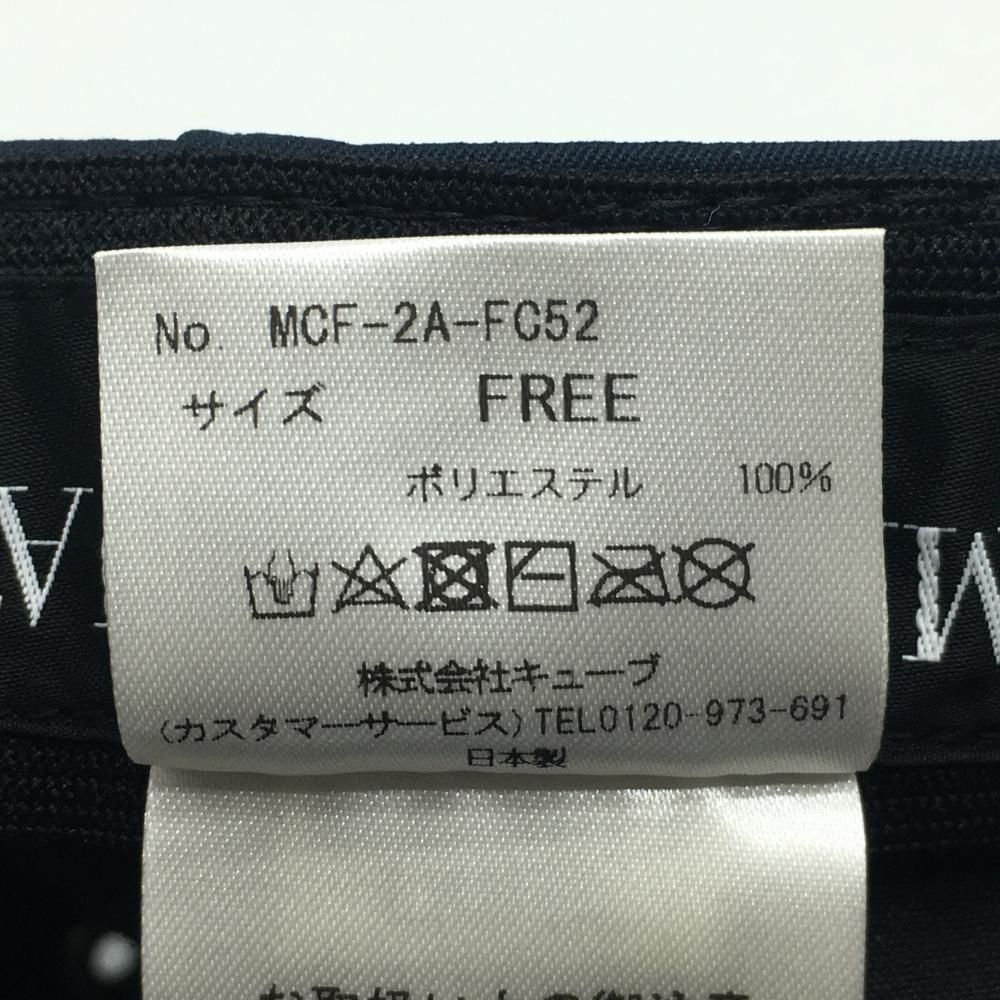 No. MCF-2A-FC52
サイズ FREE
ポリエステル 100%
株式会社キューブ
(カスタマーサービス)TEL0120-973-691
日本製